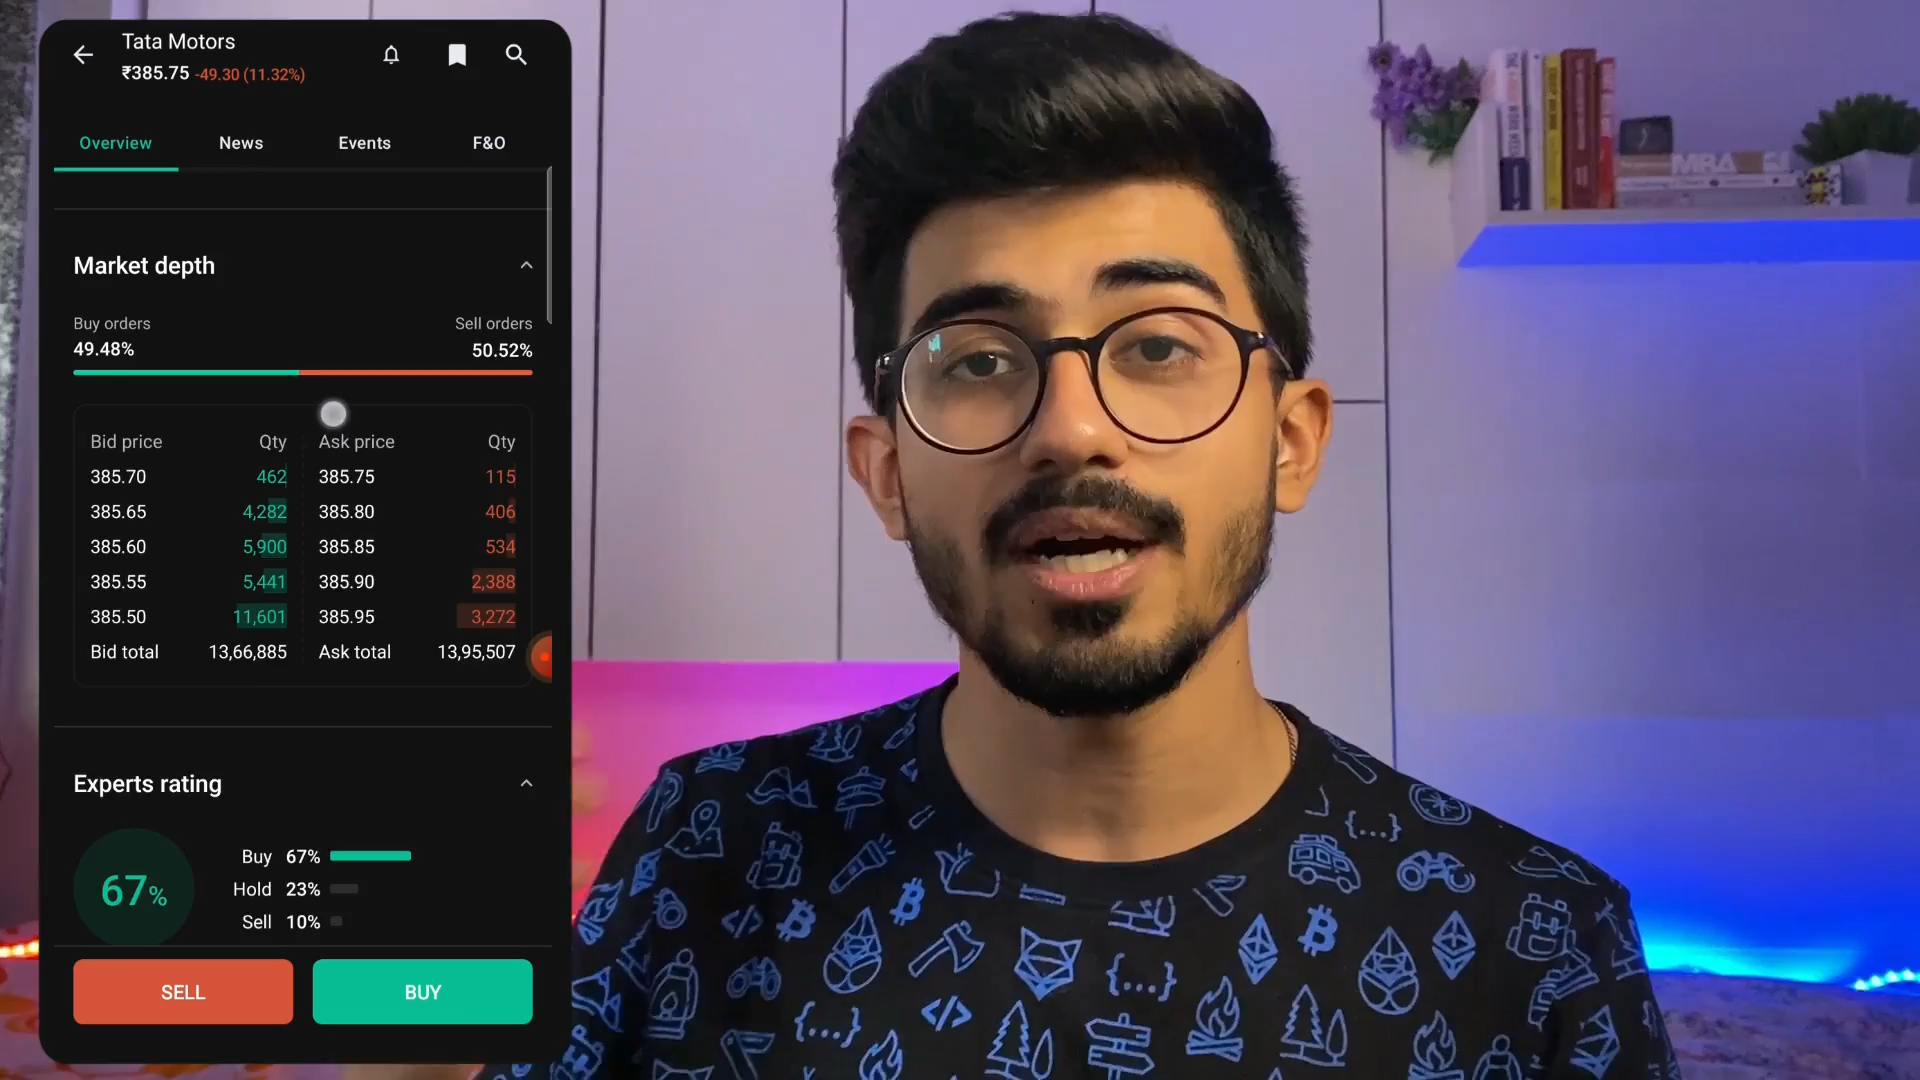 Tata Motors
₹385.75 -49.30 (11.32%)
Overview News Events F&O
Market depth
Buy orders Sell orders
49.48% 50.52%
Bid price Qty Ask price Qty
385.70 462 385.75 115
385.65 4,282 385.80 406
385.60 5,900 385.85 534
385.55 5,441 385.90 2,388
385.50 11,601 385.95 3,272
Bid total 13,66,885 Ask total 13,95,507
Experts rating
67%
Buy 67%
Hold 23%
Sell 10%
SELL BUY
MBA